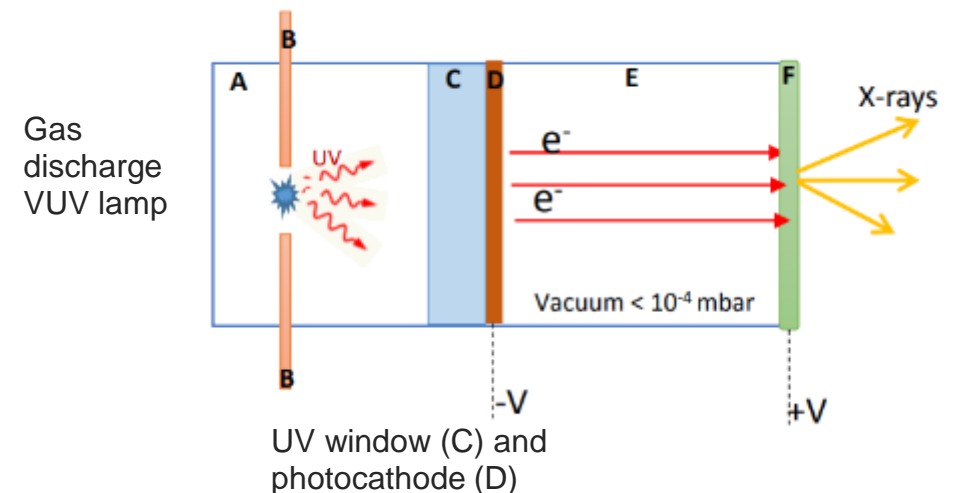 B
A
C
D
E
F
X-rays
Gas
discharge
VUV lamp
UV
e-
e-
Vacuum < 10-4 mbar
B
-V
+V
UV window (C) and
photocathode (D)